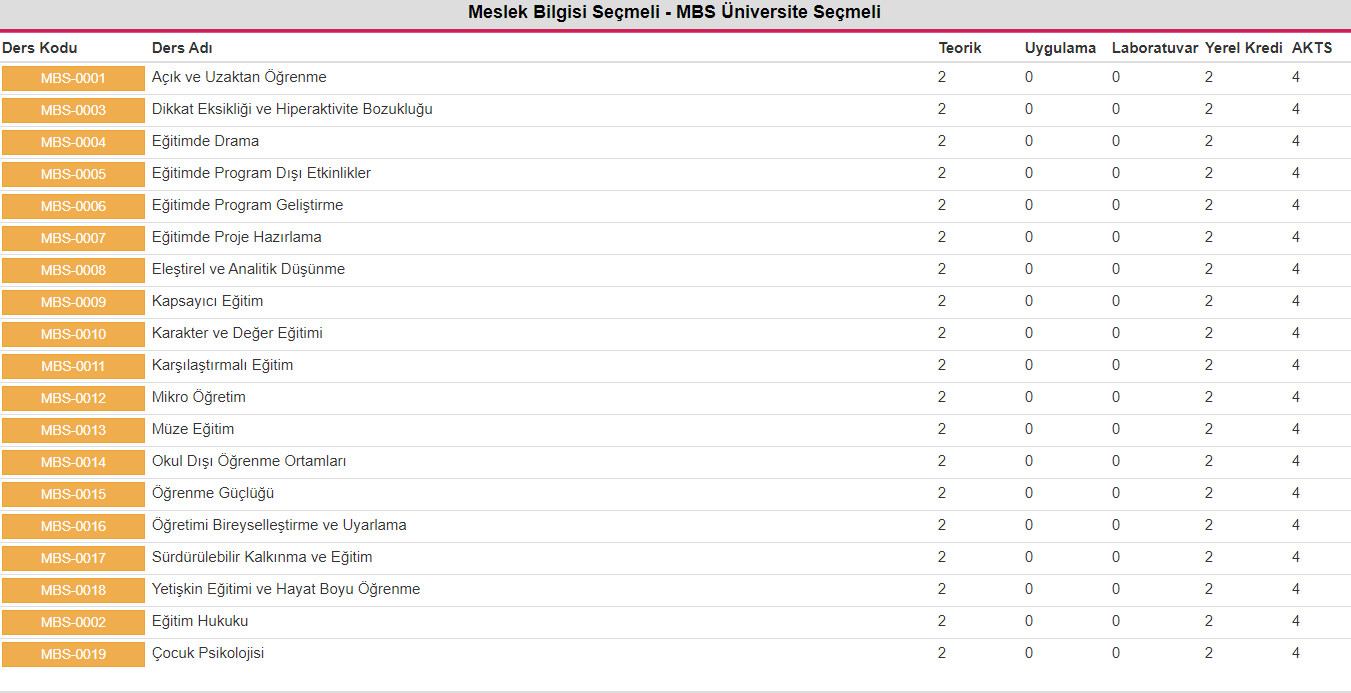 Meslek Bilgisi Seçmeli - MBS Üniversite Seçmeli
Ders Kodu Ders Adı Teorik Uygulama Laboratuvar Yerel Kredi AKTS
MBS-0001 Açık ve Uzaktan Öğrenme 2 0 0 2 4
MBS-0003 Dikkat Eksikliği ve Hiperaktivite Bozukluğu 2 0 0 2 4
MBS-0004 Eğitimde Drama 2 0 0 2 4
MBS-0005 Eğitimde Program Dışı Etkinlikler 2 0 0 2 4
MBS-0006 Eğitimde Program Geliştirme 2 0 0 2 4
MBS-0007 Eğitimde Proje Hazırlama 2 0 0 2 4
MBS-0008 Eleştirel ve Analitik Düşünme 2 0 0 2 4
MBS-0009 Kapsayıcı Eğitim 2 0 0 2 4
MBS-0010 Karakter ve Değer Eğitimi 2 0 0 2 4
MBS-0011 Karşılaştırmalı Eğitim 2 0 0 2 4
MBS-0012 Mikro Öğretim 2 0 0 2 4
MBS-0013 Müze Eğitim 2 0 0 2 4
MBS-0014 Okul Dışı Öğrenme Ortamları 2 0 0 2 4
MBS-0015 Öğrenme Güçlüğü 2 0 0 2 4
MBS-0016 Öğretimi Bireyselleştirme ve Uyarlama 2 0 0 2 4
MBS-0017 Sürdürülebilir Kalkınma ve Eğitim 2 0 0 2 4
MBS-0018 Yetişkin Eğitimi ve Hayat Boyu Öğrenme 2 0 0 2 4
MBS-0002 Eğitim Hukuku 2 0 0 2 4
MBS-0019 Çocuk Psikolojisi 2 0 0 2 4